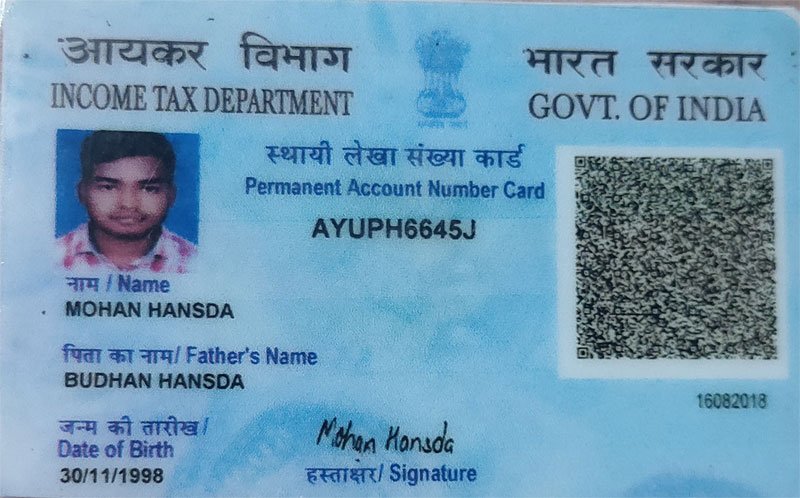 आयकर विभाग
INCOME TAX DEPARTMENT
भारत सरकार
GOVT. OF INDIA
स्थायी लेखा संख्या कार्ड
Permanent Account Number Card
AYUPH6645J
नाम / Name
MOHAN HANSDA
पिता का नाम/ Father's Name
BUDHAN HANSDA
16082018
जन्म की तारीख/
Date of Birth
30/11/1998
Mohan Hansda
हस्ताक्षर/ Signature